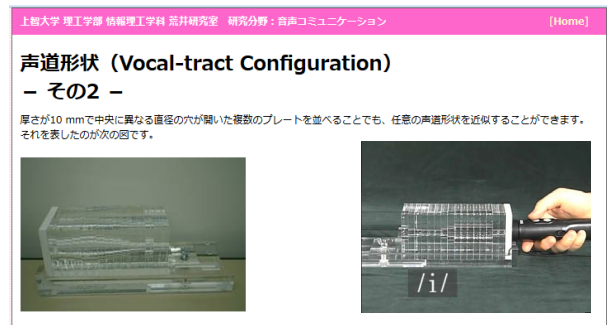 上智大学 理工学部 情報理工学科 荒井研究室　研究分野：音声コミュニケーション　[Home]
声道形状（Vocal-tract Configuration）
－ その2 －
厚さが10 mmで中央に異なる直径の穴が開いた複数のプレートを並べることでも、任意の声道形状を近似することができます。
それを表したのが次の図です。
/i/